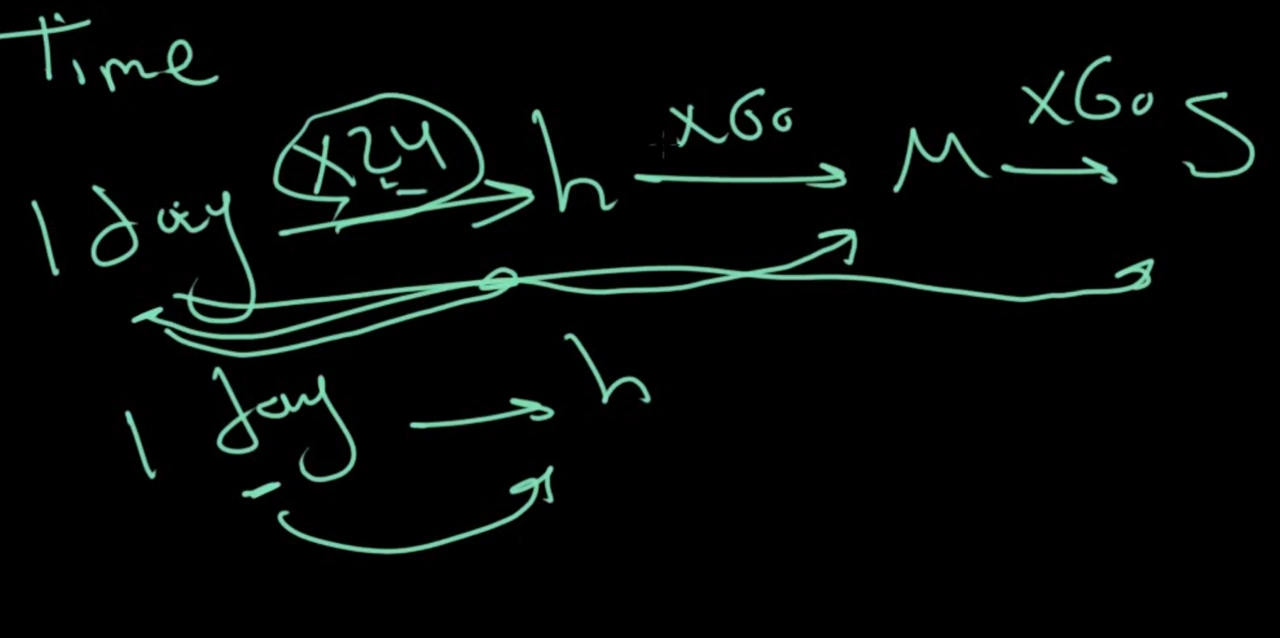 Time
1 day x24 → h x60 → M x60 → S
1 day → h